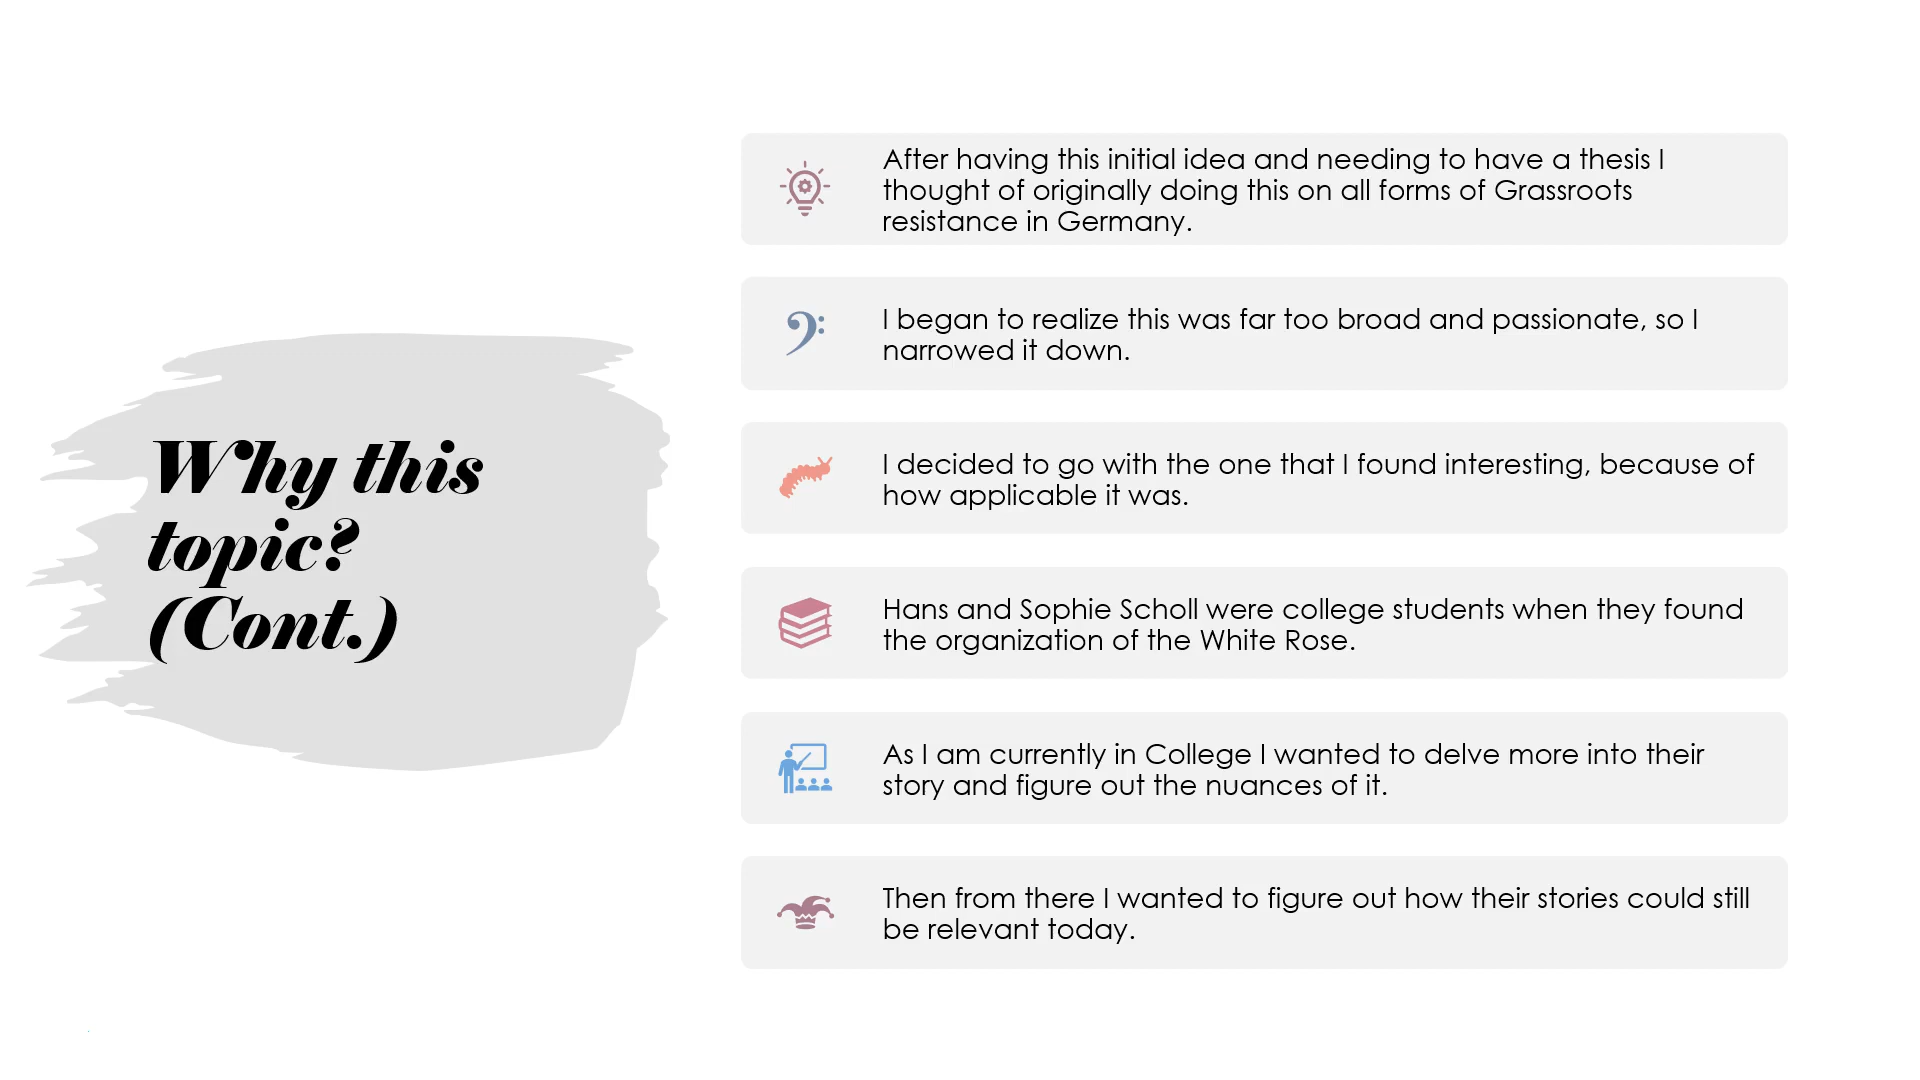 Why this
topic?
(Cont.)
After having this initial idea and needing to have a thesis I
thought of originally doing this on all forms of Grassroots
resistance in Germany.
I began to realize this was far too broad and passionate, so I
narrowed it down.
I decided to go with the one that I found interesting, because of
how applicable it was.
Hans and Sophie Scholl were college students when they found
the organization of the White Rose.
As I am currently in College I wanted to delve more into their
story and figure out the nuances of it.
Then from there I wanted to figure out how their stories could still
be relevant today.